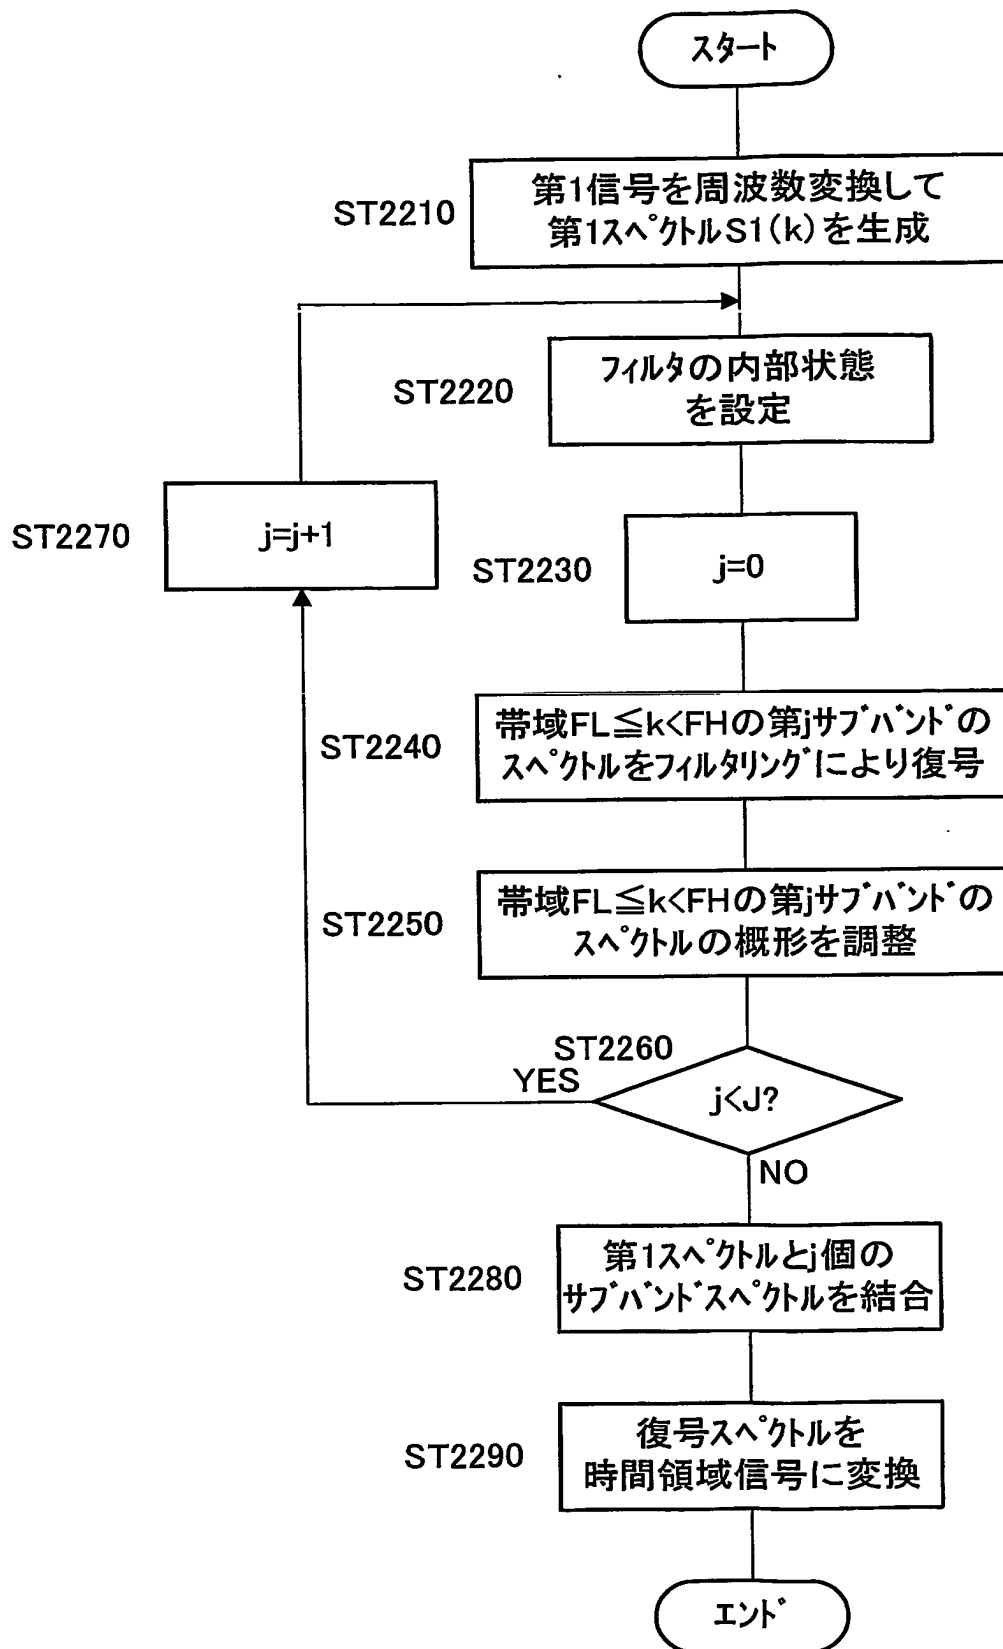 スタート
ST2210
第1信号を周波数変換して
第1スペクトルS1(k)を生成
ST2220
フィルタの内部状態
を設定
ST2270
j=j+1
ST2230
j=0
ST2240
帯域FL≦k<FHの第jサブバンドの
スペクトルをフィルタリングにより復号
ST2250
帯域FL≦k<FHの第jサブバンドの
スペクトルの概形を調整
ST2260
YES
j<J?
NO
ST2280
第1スペクトルとj個の
サブバンドスペクトルを結合
ST2290
復号スペクトルを
時間領域信号に変換
エンド